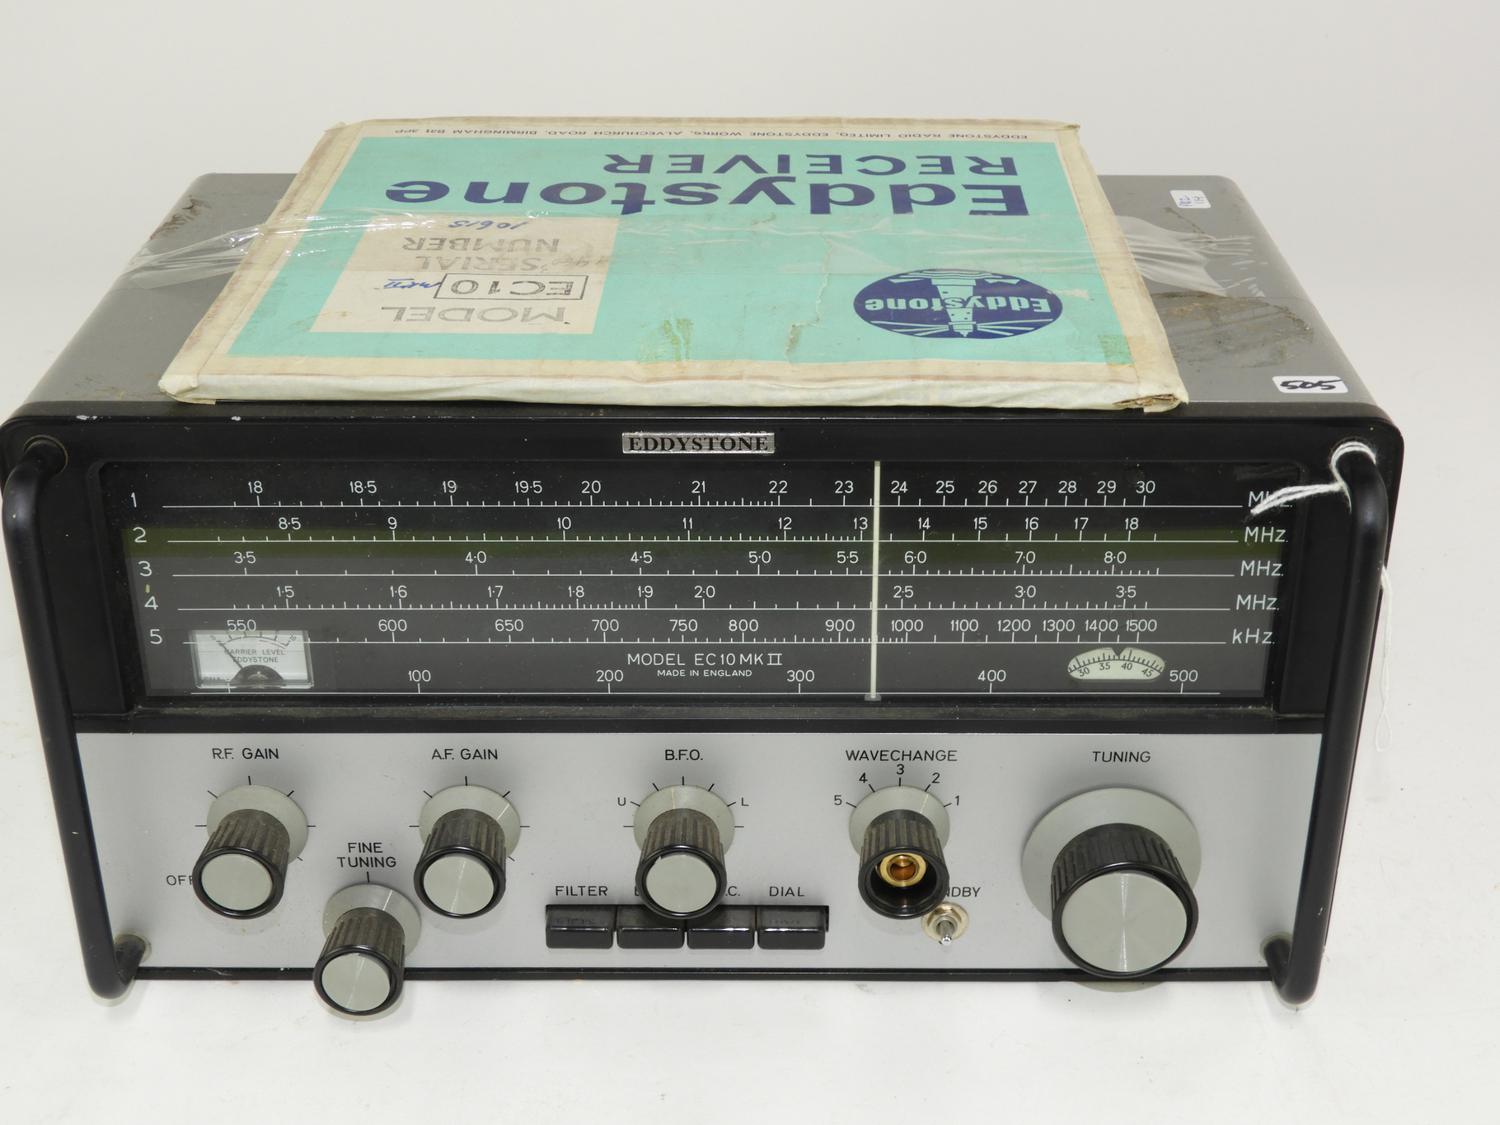 EDDYSTONE RADIO LIMITED, EDDYSTONE WORKS, ALVECHURCH ROAD, BIRMINGHAM B31 3PP
Eddystone
RECEIVER
Eddystone
MODEL
EC10 MK II
SERIAL
NUMBER
10615
505
EDDYSTONE
1 18 18·5 19 19·5 20 21 22 23 24 25 26 27 28 29 30 MHz.
2 8·5 9 10 11 12 13 14 15 16 17 18 MHz.
3 3·5 4·0 4·5 5·0 5·5 6·0 7·0 8·0 MHz.
4 1·5 1·6 1·7 1·8 1·9 2·0 2·5 3·0 3·5 MHz.
5 550 600 650 700 750 800 900 1000 1100 1200 1300 1400 1500 kHz.
CARRIER LEVEL
EDDYSTONE
MODEL EC10 MK II
MADE IN ENGLAND
30 35 40 45
100 200 300 400 500
R.F. GAIN A.F. GAIN B.F.O. WAVECHANGE TUNING
U L
5 4 3 2 1
FINE
TUNING
OFF
FILTER DIAL